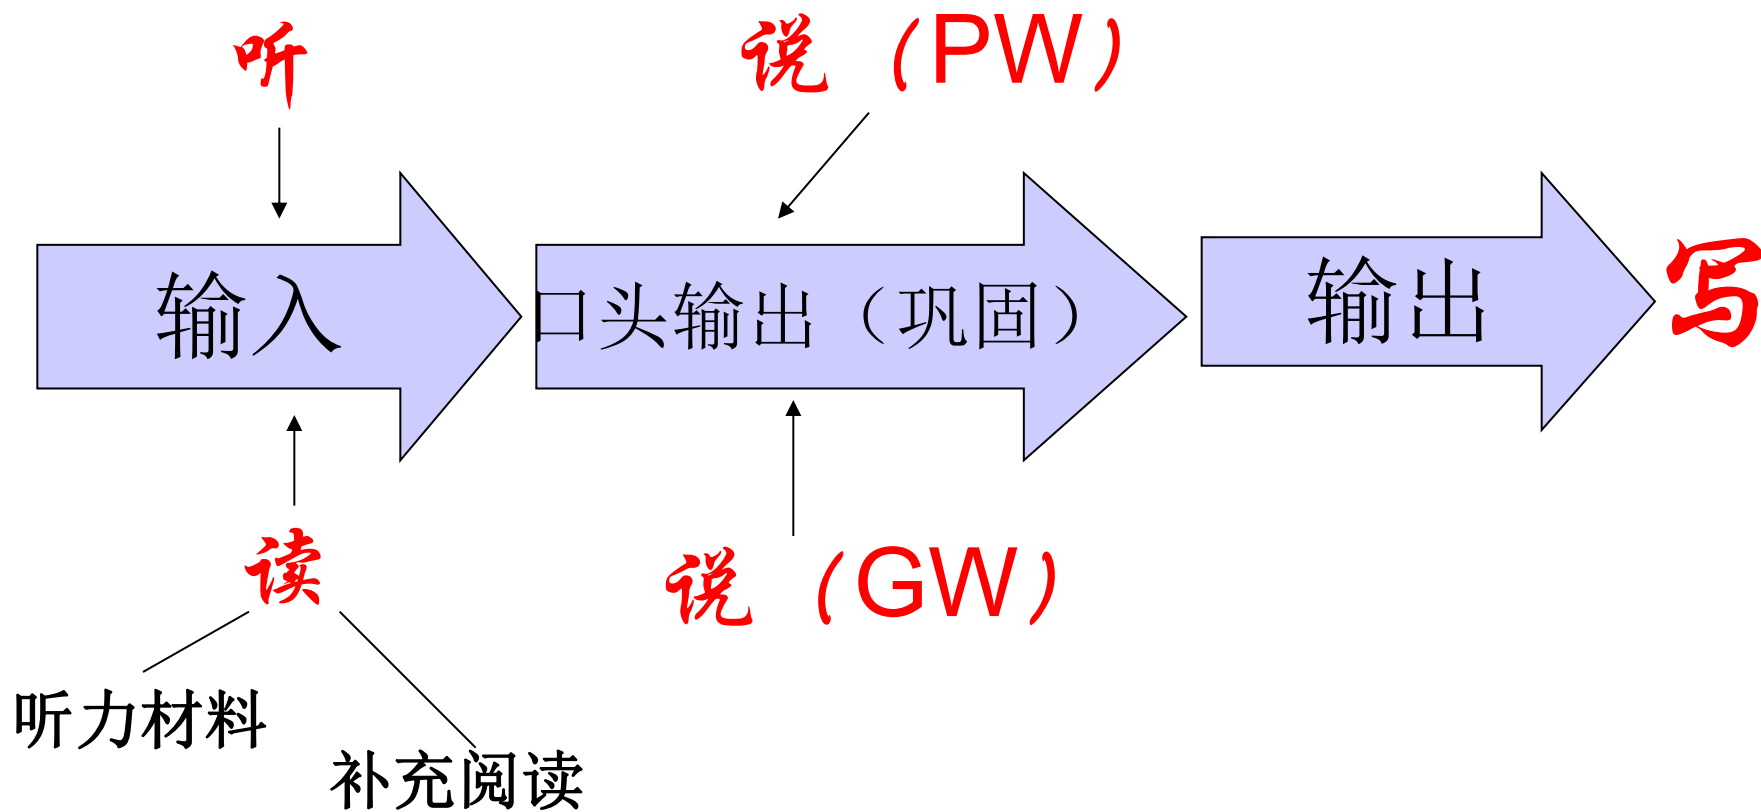 听
说（PW）
输入
口头输出（巩固）
输出
写
读
说（GW）
听力材料
补充阅读